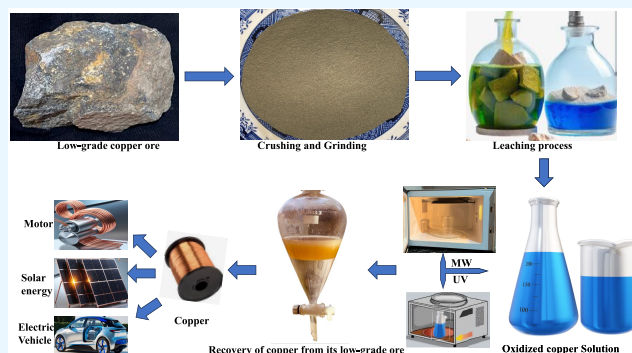 Low-grade copper ore
Crushing and Grinding
Leaching process
Motor
Solar
energy
Electric
Vehicle
Copper
MW
UV
Recovery of copper from its low-grade ore
Oxidized copper Solution